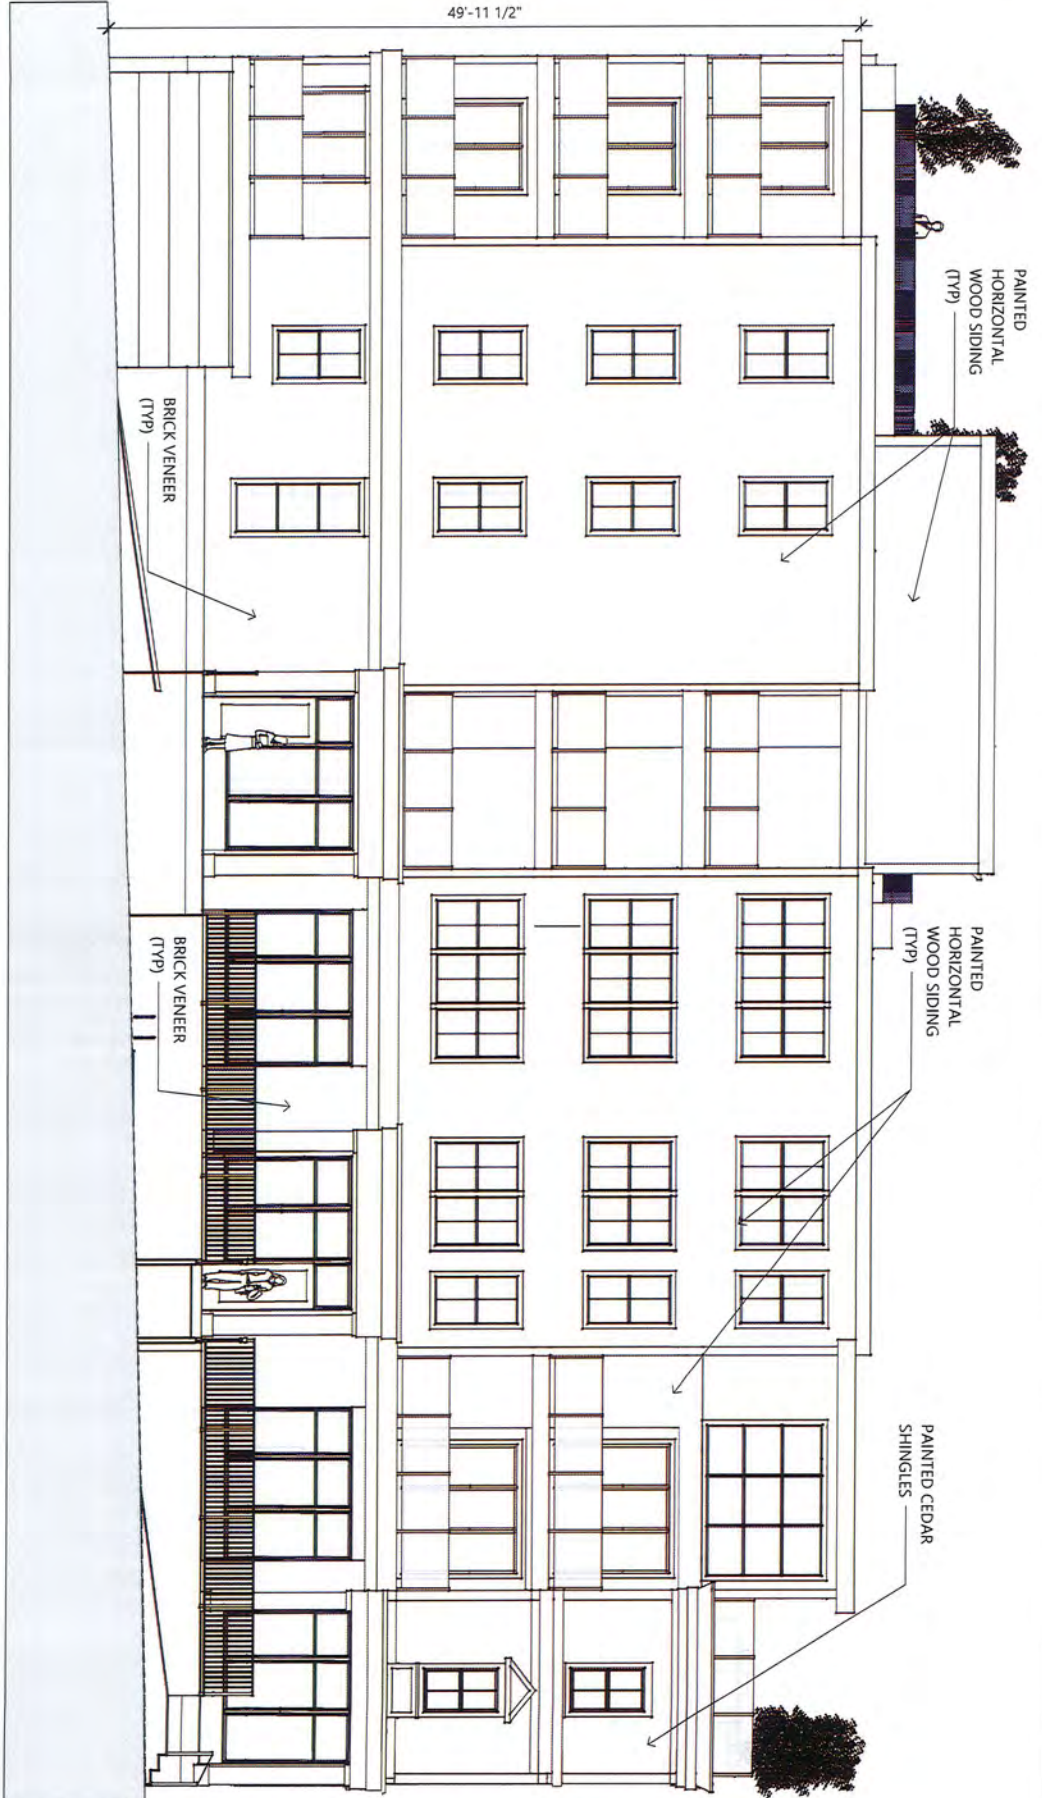 49'-11 1/2"
PAINTED
HORIZONTAL
WOOD SIDING
(TYP)
BRICK VENEER
(TYP)
PAINTED
HORIZONTAL
WOOD SIDING
(TYP)
BRICK VENEER
(TYP)
PAINTED CEDAR
SHINGLES